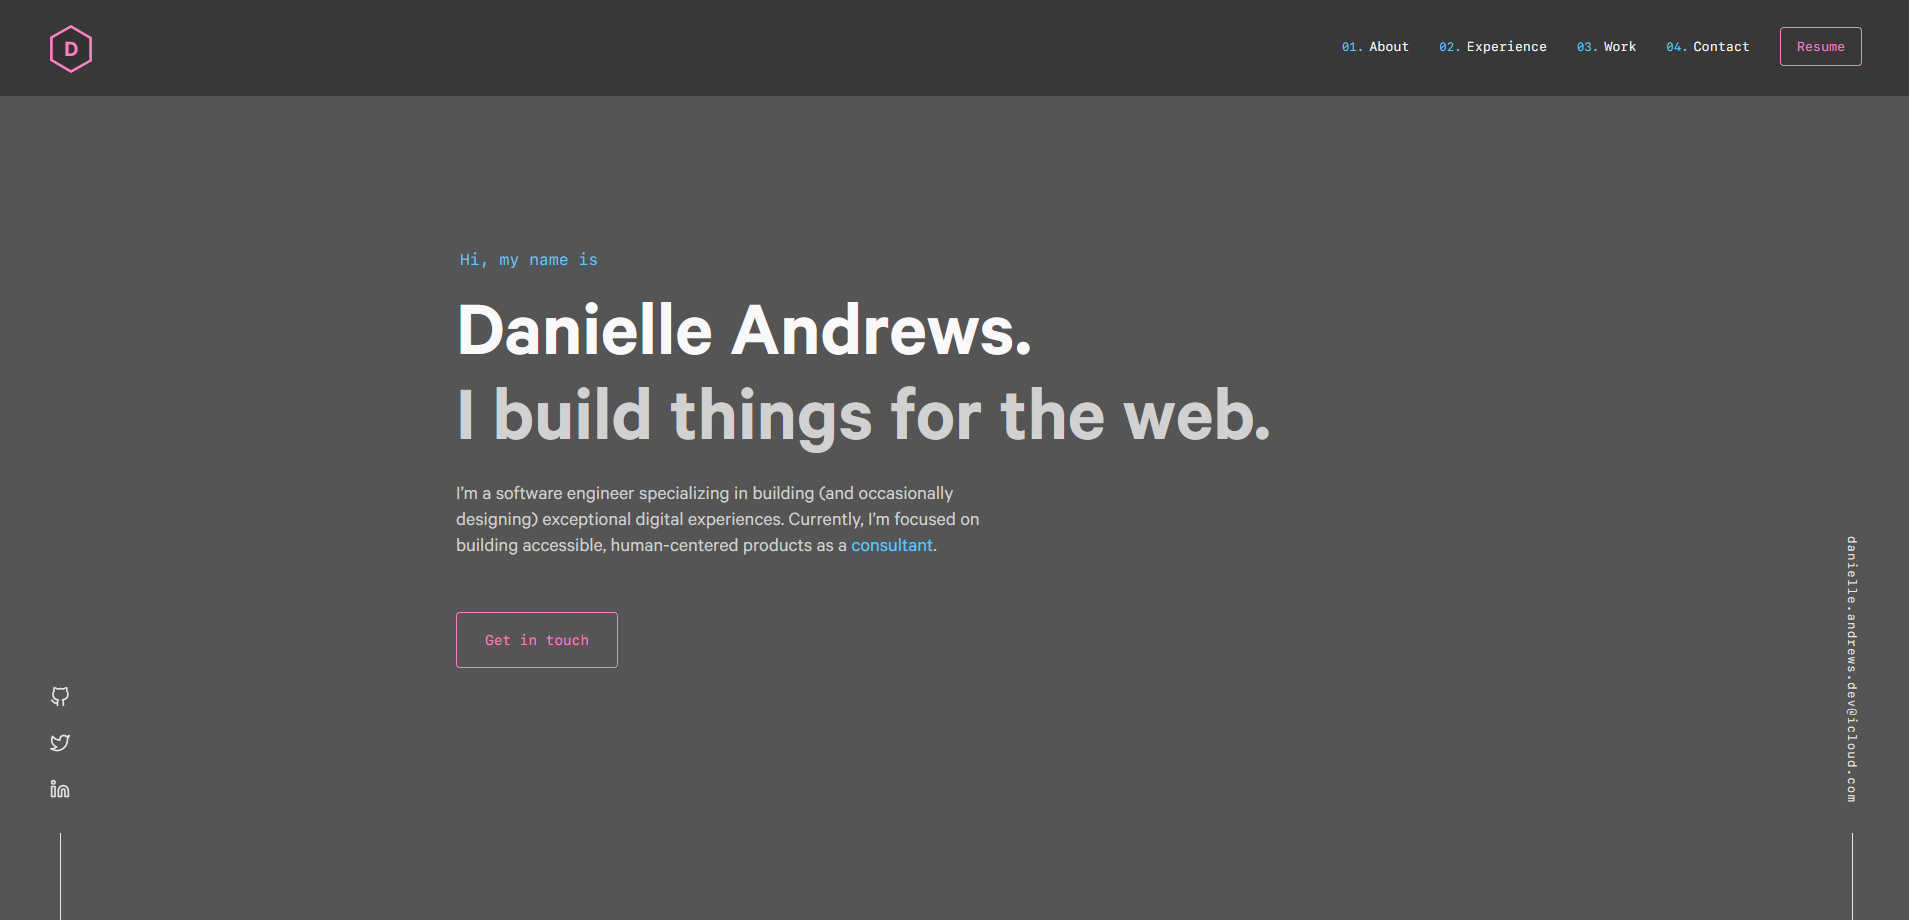 D
01. About 02. Experience 03. Work 04. Contact Resume
Hi, my name is
Danielle Andrews.
I build things for the web.
I’m a software engineer specializing in building (and occasionally
designing) exceptional digital experiences. Currently, I’m focused on
building accessible, human-centered products as a consultant.
Get in touch
in
danielle.andrews.dev@icloud.com